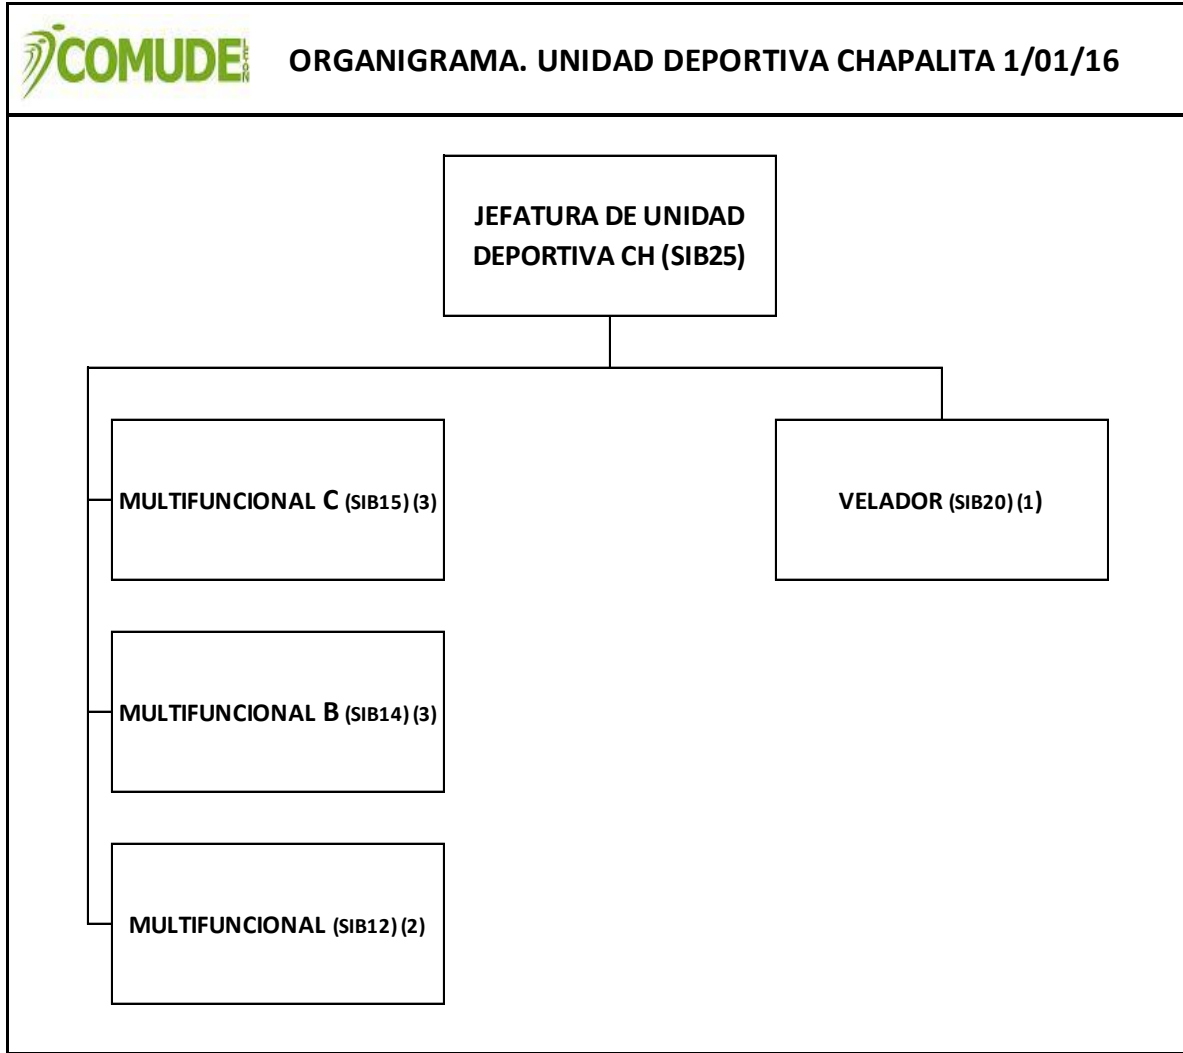 COMUDE LEON
ORGANIGRAMA. UNIDAD DEPORTIVA CHAPALITA 1/01/16
JEFATURA DE UNIDAD
DEPORTIVA CH (SIB25)
MULTIFUNCIONAL C (SIB15) (3)
VELADOR (SIB20) (1)
MULTIFUNCIONAL B (SIB14) (3)
MULTIFUNCIONAL (SIB12) (2)